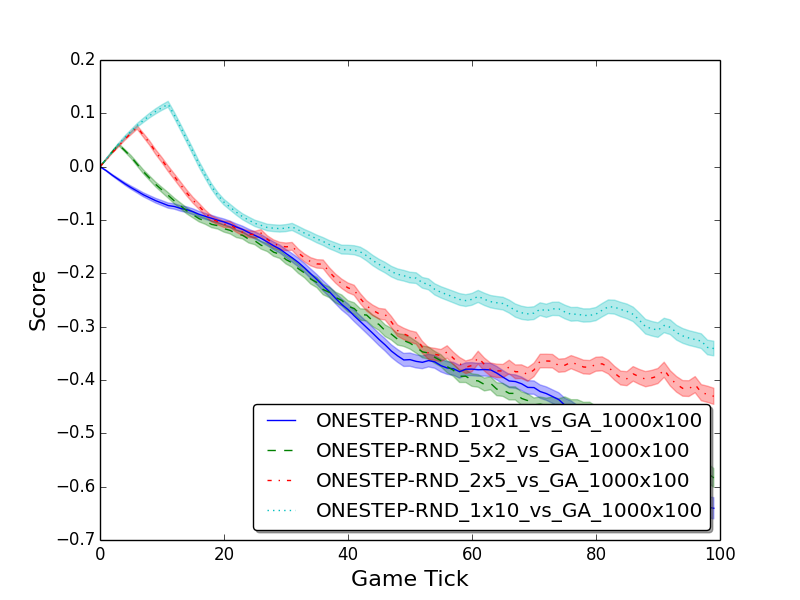 0.2
0.1
0.0
−0.1
−0.2
−0.3
−0.4
−0.5
−0.6
−0.7
Score
ONESTEP-RND_10x1_vs_GA_1000x100
ONESTEP-RND_5x2_vs_GA_1000x100
ONESTEP-RND_2x5_vs_GA_1000x100
ONESTEP-RND_1x10_vs_GA_1000x100
0 20 40 60 80 100
Game Tick